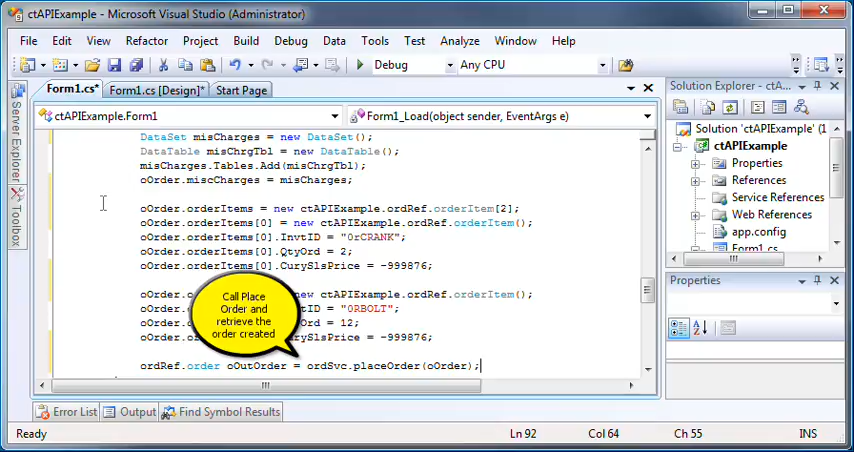 ctAPIExample - Microsoft Visual Studio (Administrator)
File Edit View Refactor Project Build Debug Data Tools Test Analyze Window Help
Debug Any CPU
Form1.cs* Form1.cs [Design]* Start Page
Solution Explorer - ctA...
ctAPIExample.Form1 Form1_Load(object sender, EventArgs e)
Server Explorer
Toolbox
DataSet misCharges = new DataSet();
DataTable misChrgTbl = new DataTable();
misCharges.Tables.Add(misChrgTbl);
oOrder.miscCharges = misCharges;
oOrder.orderItems = new ctAPIExample.ordRef.orderItem[2];
oOrder.orderItems[0] = new ctAPIExample.ordRef.orderItem();
oOrder.orderItems[0].InvtID = "0rCRANK";
oOrder.orderItems[0].QtyOrd = 2;
oOrder.orderItems[0].CurySlsPrice = -999876;
oOrder.o
w ctAPIExample.ordRef.orderItem();
oOrder.
tID = "0RBOLT";
oOrder.
Ord = 12;
oOrder.
urySlsPrice = -999876;
ordRef.order oOutOrder = ordSvc.placeOrder(oOrder);
Call Place
Order and
retrieve the
order created
Solution 'ctAPIExample' (1
ctAPIExample
Properties
References
Service References
Web References
app.config
Form1.cs
Properties
Error List Output Find Symbol Results
Ready Ln 92 Col 64 Ch 55 INS